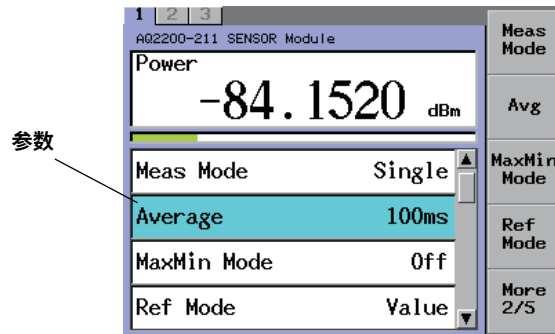 1 2 3
AQ2200-211 SENSOR Module
Power
-84.1520 dBm
参数
Meas Mode Single
Average 100ms
MaxMin Mode Off
Ref Mode Value
Meas
Mode
Avg
MaxMin
Mode
Ref
Mode
More
2/5